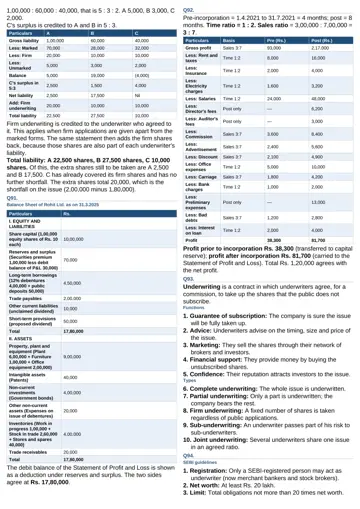 1,00,000 : 60,000 : 40,000, that is 5 : 3 : 2. A 5,000, B 3,000, C
2,000.
C's surplus is credited to A and B in 5 : 3.
Particulars A B C
Gross liability 1,00,000 60,000 40,000
Less: Marked 70,000 28,000 32,000
Less: Firm 20,000 10,000 10,000
Less:
Unmarked 5,000 3,000 2,000
Balance 5,000 19,000 (4,000)
C's surplus in
5:3 2,500 1,500 4,000
Net liability 2,500 17,500 Nil
Add: Firm
underwriting 20,000 10,000 10,000
Total liability 22,500 27,500 10,000
Firm underwriting is credited to the underwriter who agreed to
it. This applies when firm applications are given apart from the
marked forms. The same statement then adds the firm shares
back, because those shares are also part of each underwriter's
liability.
Total liability: A 22,500 shares, B 27,500 shares, C 10,000
shares. Of this, the extra shares still to be taken are A 2,500
and B 17,500. C has already covered its firm shares and has no
further shortfall. The extra shares total 20,000, which is the
shortfall on the issue (2,00,000 minus 1,80,000).
Q91.
Balance Sheet of Rohit Ltd. as on 31.3.2025
Particulars Rs.
I. EQUITY AND
LIABILITIES
Share capital (1,00,000
equity shares of Rs. 10
each) 10,00,000
Reserves and surplus
(Securities premium
1,00,000 less debit
balance of P&L 30,000) 70,000
Long-term borrowings
(12% debentures
4,00,000 + public
deposits 50,000) 4,50,000
Trade payables 2,00,000
Other current liabilities
(unclaimed dividend) 10,000
Short-term provisions
(proposed dividend) 50,000
Total 17,80,000
II. ASSETS
Property, plant and
equipment (Plant
6,00,000 + Furniture
1,00,000 + Office
equipment 2,00,000) 9,00,000
Intangible assets
(Patents) 40,000
Non-current
investments
(Government bonds) 4,00,000
Other non-current
assets (Expenses on
issue of debentures) 20,000
Inventories (Work in
progress 1,00,000 +
Stock in trade 2,60,000
+ Stores and spares
40,000) 4,00,000
Trade receivables 20,000
Total 17,80,000
The debit balance of the Statement of Profit and Loss is shown
as a deduction under reserves and surplus. The two sides
agree at Rs. 17,80,000.
Q92.
Pre-incorporation = 1.4.2021 to 31.7.2021 = 4 months; post = 8
months. Time ratio = 1 : 2. Sales ratio = 3,00,000 : 7,00,000 =
3 : 7.
Particulars Basis Pre (Rs.) Post (Rs.)
Gross profit Sales 3:7 93,000 2,17,000
Less: Rent and
taxes Time 1:2 8,000 16,000
Less:
Insurance Time 1:2 2,000 4,000
Less:
Electricity
charges Time 1:2 1,600 3,200
Less: Salaries Time 1:2 24,000 48,000
Less:
Director's fees Post only — 6,200
Less: Auditor's
fees Post only — 3,000
Less:
Commission Sales 3:7 3,600 8,400
Less:
Advertisement Sales 3:7 2,400 5,600
Less: Discount Sales 3:7 2,100 4,900
Less: Office
expenses Time 1:2 5,000 10,000
Less: Carriage Sales 3:7 1,800 4,200
Less: Bank
charges Time 1:2 1,000 2,000
Less:
Preliminary
expenses Post only — 13,000
Less: Bad
debts Sales 3:7 1,200 2,800
Less: Interest
on loan Time 1:2 2,000 4,000
Profit 38,300 81,700
Profit prior to incorporation Rs. 38,300 (transferred to capital
reserve); profit after incorporation Rs. 81,700 (carried to the
Statement of Profit and Loss). Total Rs. 1,20,000 agrees with
the net profit.
Q93.
Underwriting is a contract in which underwriters agree, for a
commission, to take up the shares that the public does not
subscribe.
Functions
1. Guarantee of subscription: The company is sure the issue
will be fully taken up.
2. Advice: Underwriters advise on the timing, size and price of
the issue.
3. Marketing: They sell the shares through their network of
brokers and investors.
4. Financial support: They provide money by buying the
unsubscribed shares.
5. Confidence: Their reputation attracts investors to the issue.
Types
6. Complete underwriting: The whole issue is underwritten.
7. Partial underwriting: Only a part is underwritten; the
company bears the rest.
8. Firm underwriting: A fixed number of shares is taken
regardless of public applications.
9. Sub-underwriting: An underwriter passes part of his risk to
sub-underwriters.
10. Joint underwriting: Several underwriters share one issue
in an agreed ratio.
Q94.
SEBI guidelines
1. Registration: Only a SEBI-registered person may act as
underwriter (now merchant bankers and stock brokers).
2. Net worth: At least Rs. 20 lakh.
3. Limit: Total obligations not more than 20 times net worth.